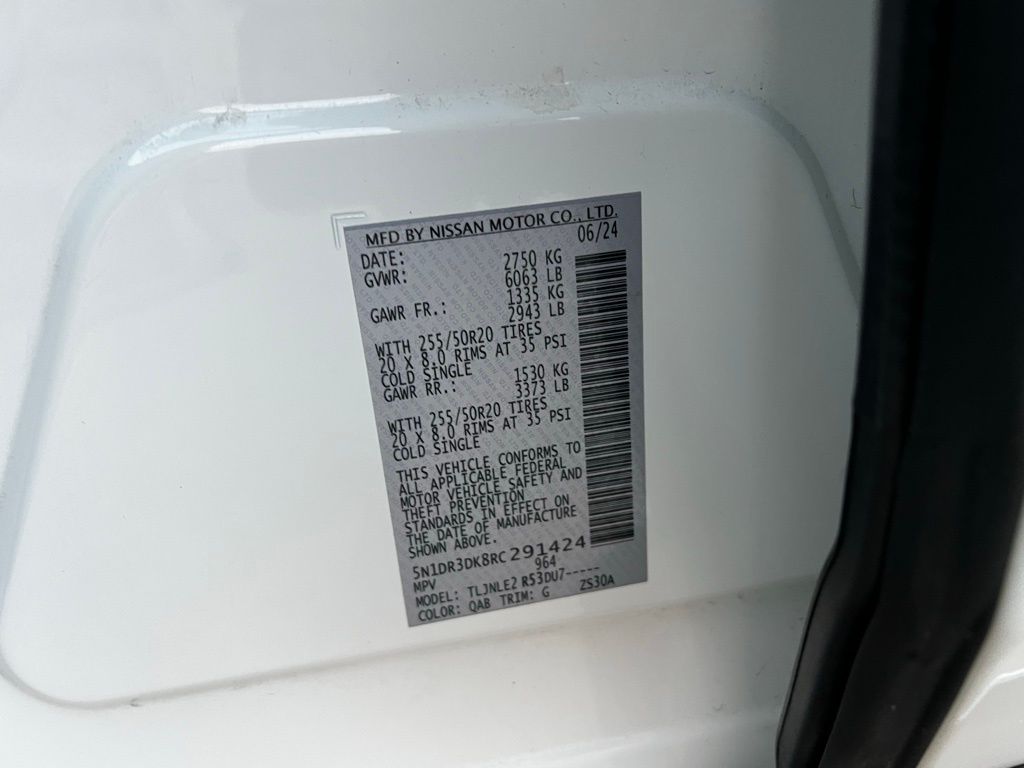 MFD BY NISSAN MOTOR CO., LTD.
DATE: 06/24
GVWR: 2750 KG
6063 LB
GAWR FR.: 1335 KG
2943 LB
WITH 255/50R20 TIRES
20 X 8.0 RIMS AT 35 PSI
COLD SINGLE
GAWR RR.: 1530 KG
3373 LB
WITH 255/50R20 TIRES
20 X 8.0 RIMS AT 35 PSI
COLD SINGLE
THIS VEHICLE CONFORMS TO
ALL APPLICABLE FEDERAL
MOTOR VEHICLE SAFETY AND
THEFT PREVENTION
STANDARDS IN EFFECT ON
THE DATE OF MANUFACTURE
SHOWN ABOVE.
5N1DR3DK8RC291424
MPV 964
MODEL: TLJNLE2 R53DU7-----
COLOR: QAB TRIM: G ZS30A